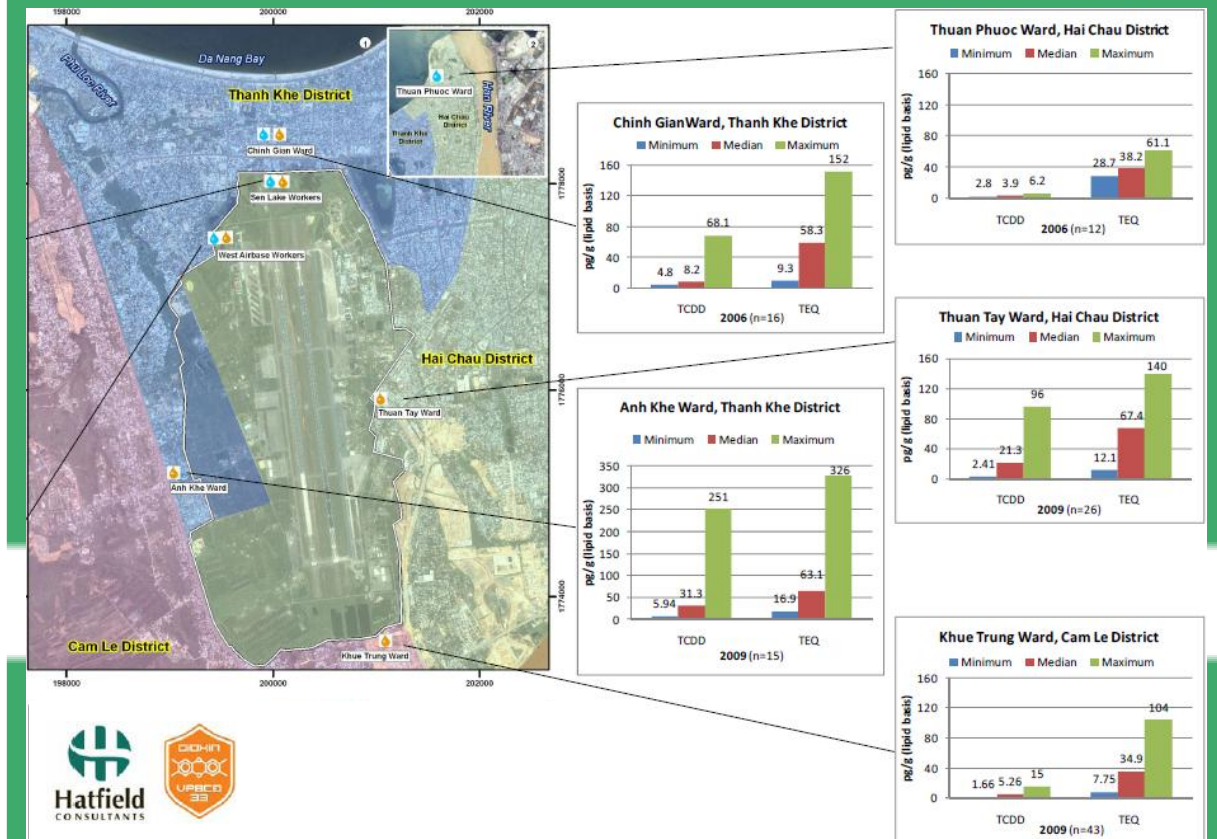 198000
200000
202000
Da Nang Bay
1
2
Phu Loc River
Thanh Khe District
Thuan Phuoc Ward
Han River
Hai Chau
District
Thanh Khe
District
Chinh Gian Ward
1778000
Sen Lake Workers
West Airbase Workers
Hai Chau District
1776000
Thuan Tay Ward
Anh Khe Ward
1774000
Cam Le District
Khue Trung Ward
198000
200000
202000
Hatfield
CONSULTANTS
DIOXIN
33
Chinh GianWard, Thanh Khe District
Minimum Median Maximum
pg/g (lipid basis)
160
120
80
40
0
4.8 8.2 68.1
9.3 58.3 152
TCDD TEQ
2006 (n=16)
Anh Khe Ward, Thanh Khe District
Minimum Median Maximum
pg/g (lipid basis)
350
300
250
200
150
100
50
0
5.94 31.3 251
16.9 63.1 326
TCDD TEQ
2009 (n=15)
Thuan Phuoc Ward, Hai Chau District
Minimum Median Maximum
pg/g (lipid basis)
160
120
80
40
0
2.8 3.9 6.2
28.7 38.2 61.1
TCDD TEQ
2006 (n=12)
Thuan Tay Ward, Hai Chau District
Minimum Median Maximum
pg/g (lipid basis)
160
120
80
40
0
2.41 21.3 96
12.1 67.4 140
TCDD TEQ
2009 (n=26)
Khue Trung Ward, Cam Le District
Minimum Median Maximum
pg/g (lipid basis)
160
120
80
40
0
1.66 5.26 15
7.75 34.9 104
TCDD TEQ
2009 (n=43)